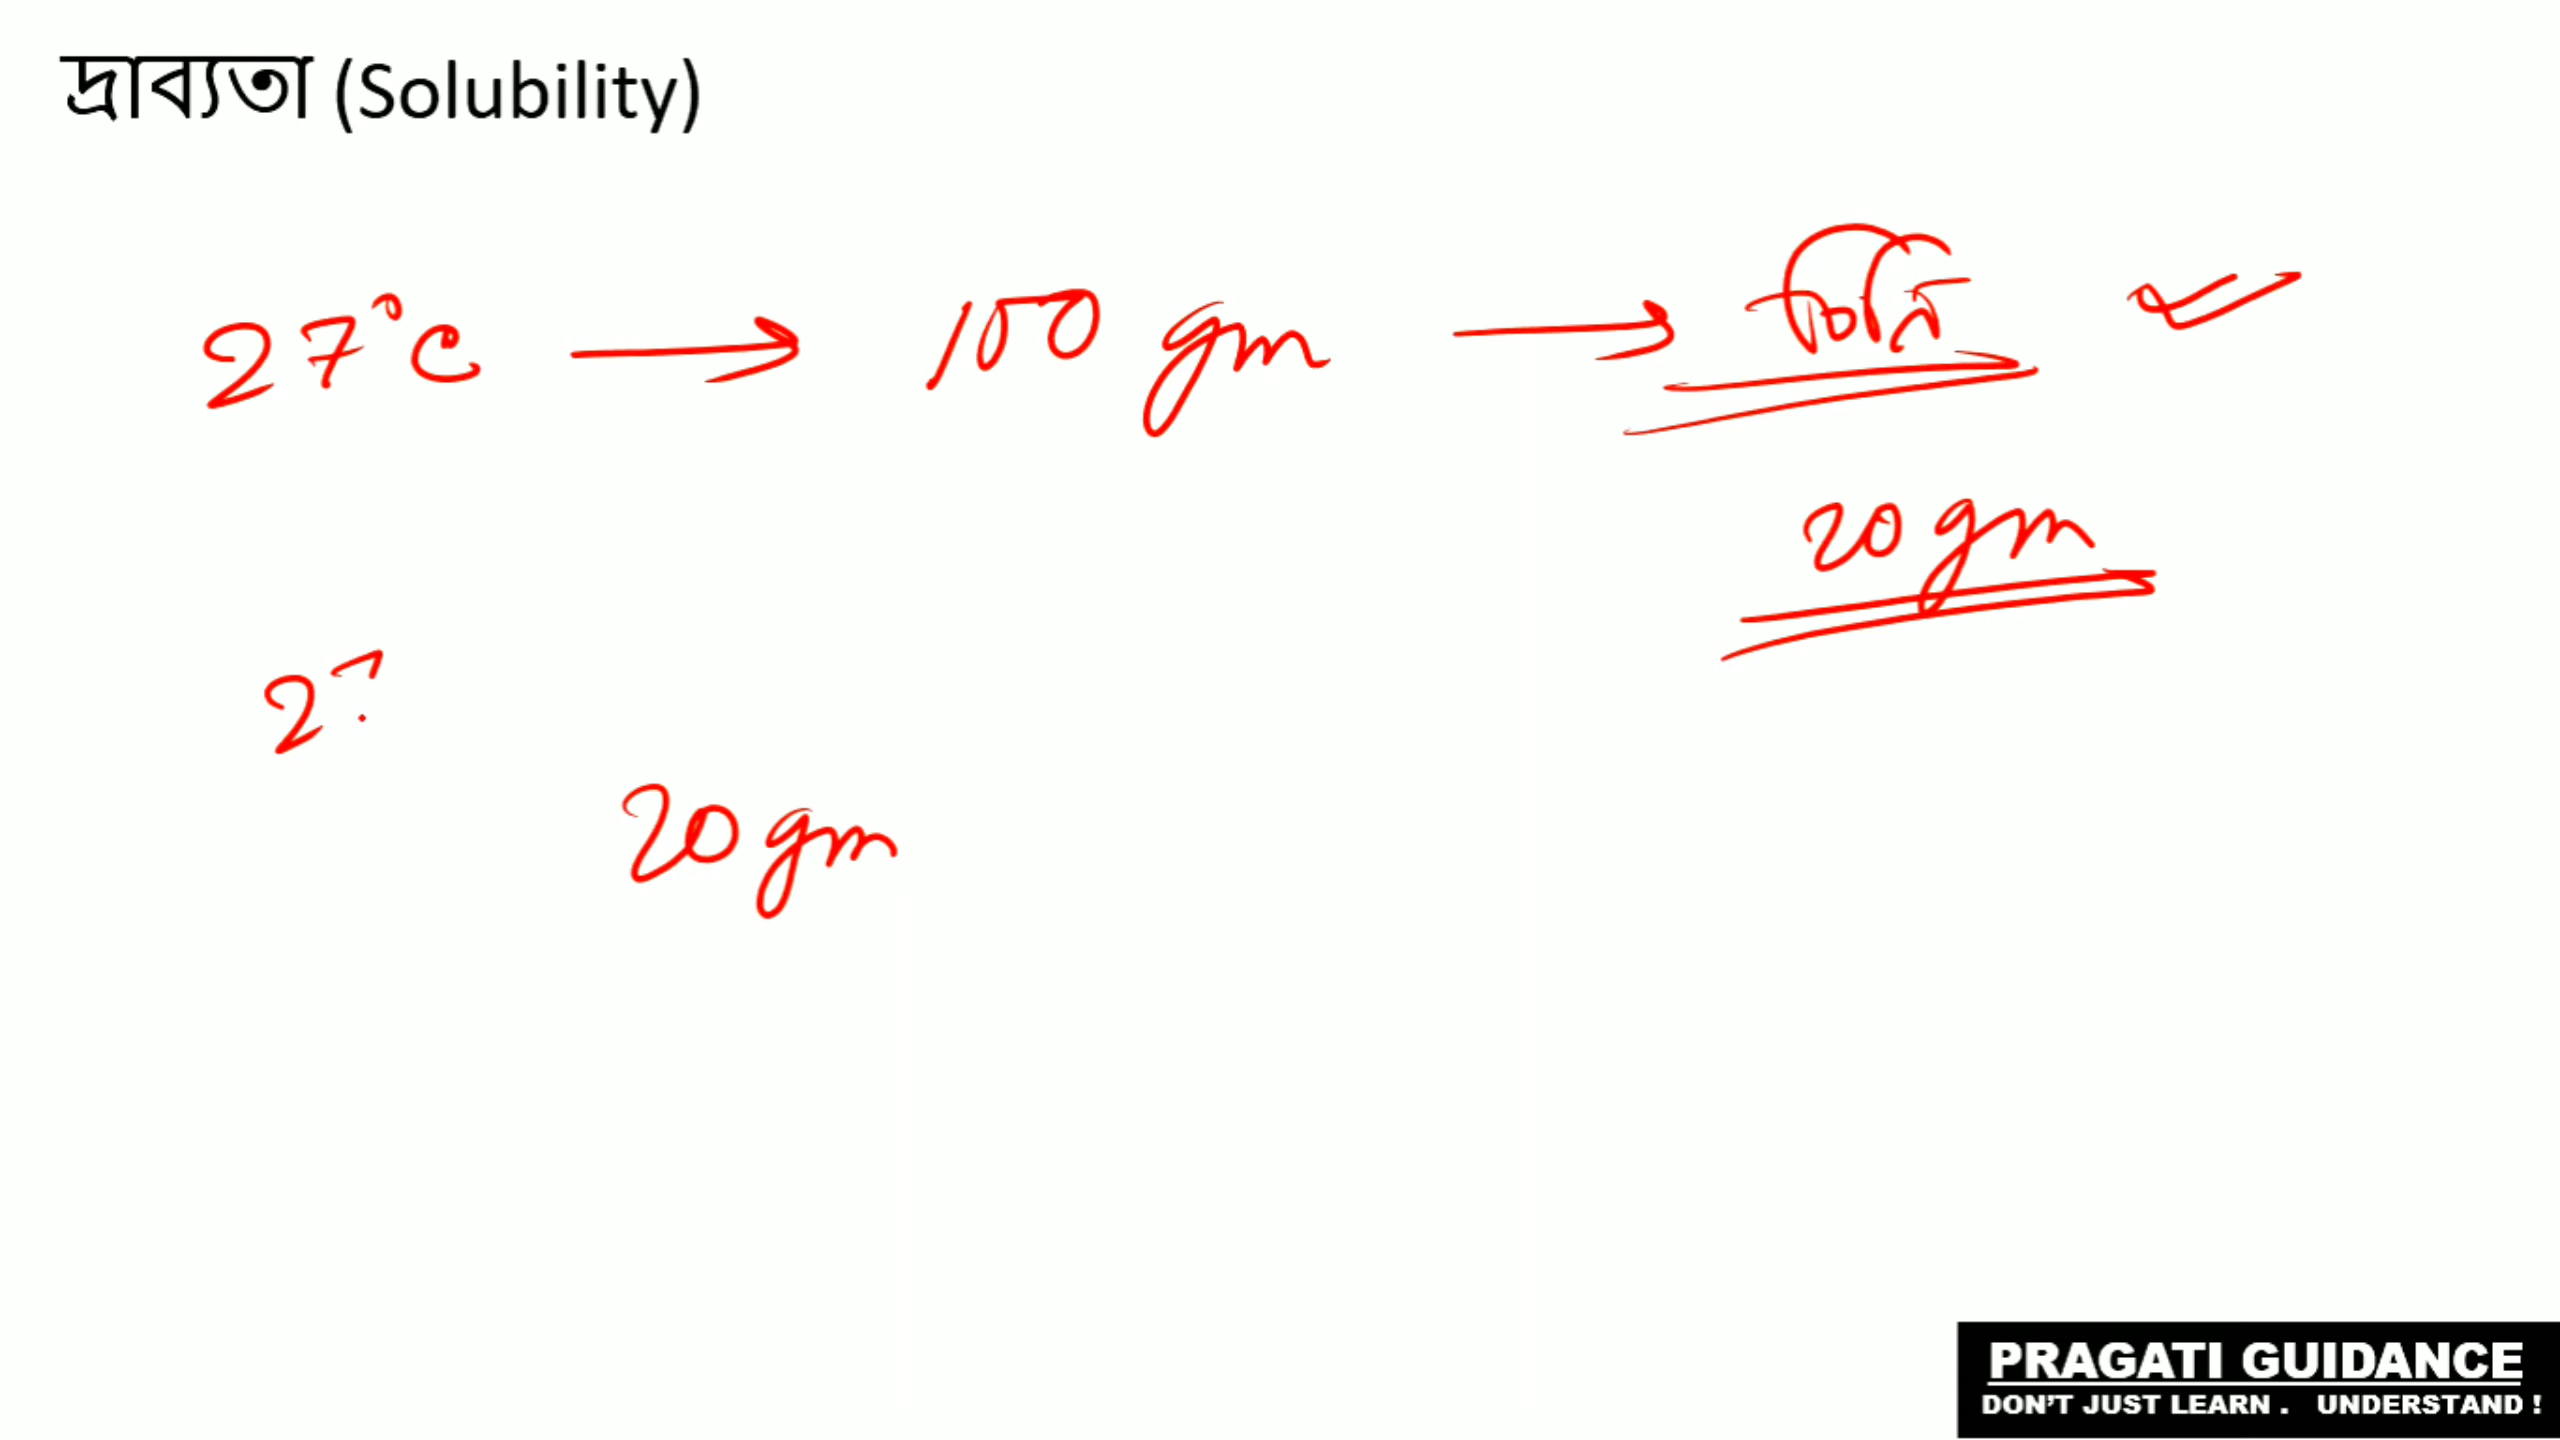 দ্রাব্যতা (Solubility)
27°C → 100 gm → চিনি
20 gm
2
20 gm
PRAGATI GUIDANCE
DON'T JUST LEARN . UNDERSTAND !